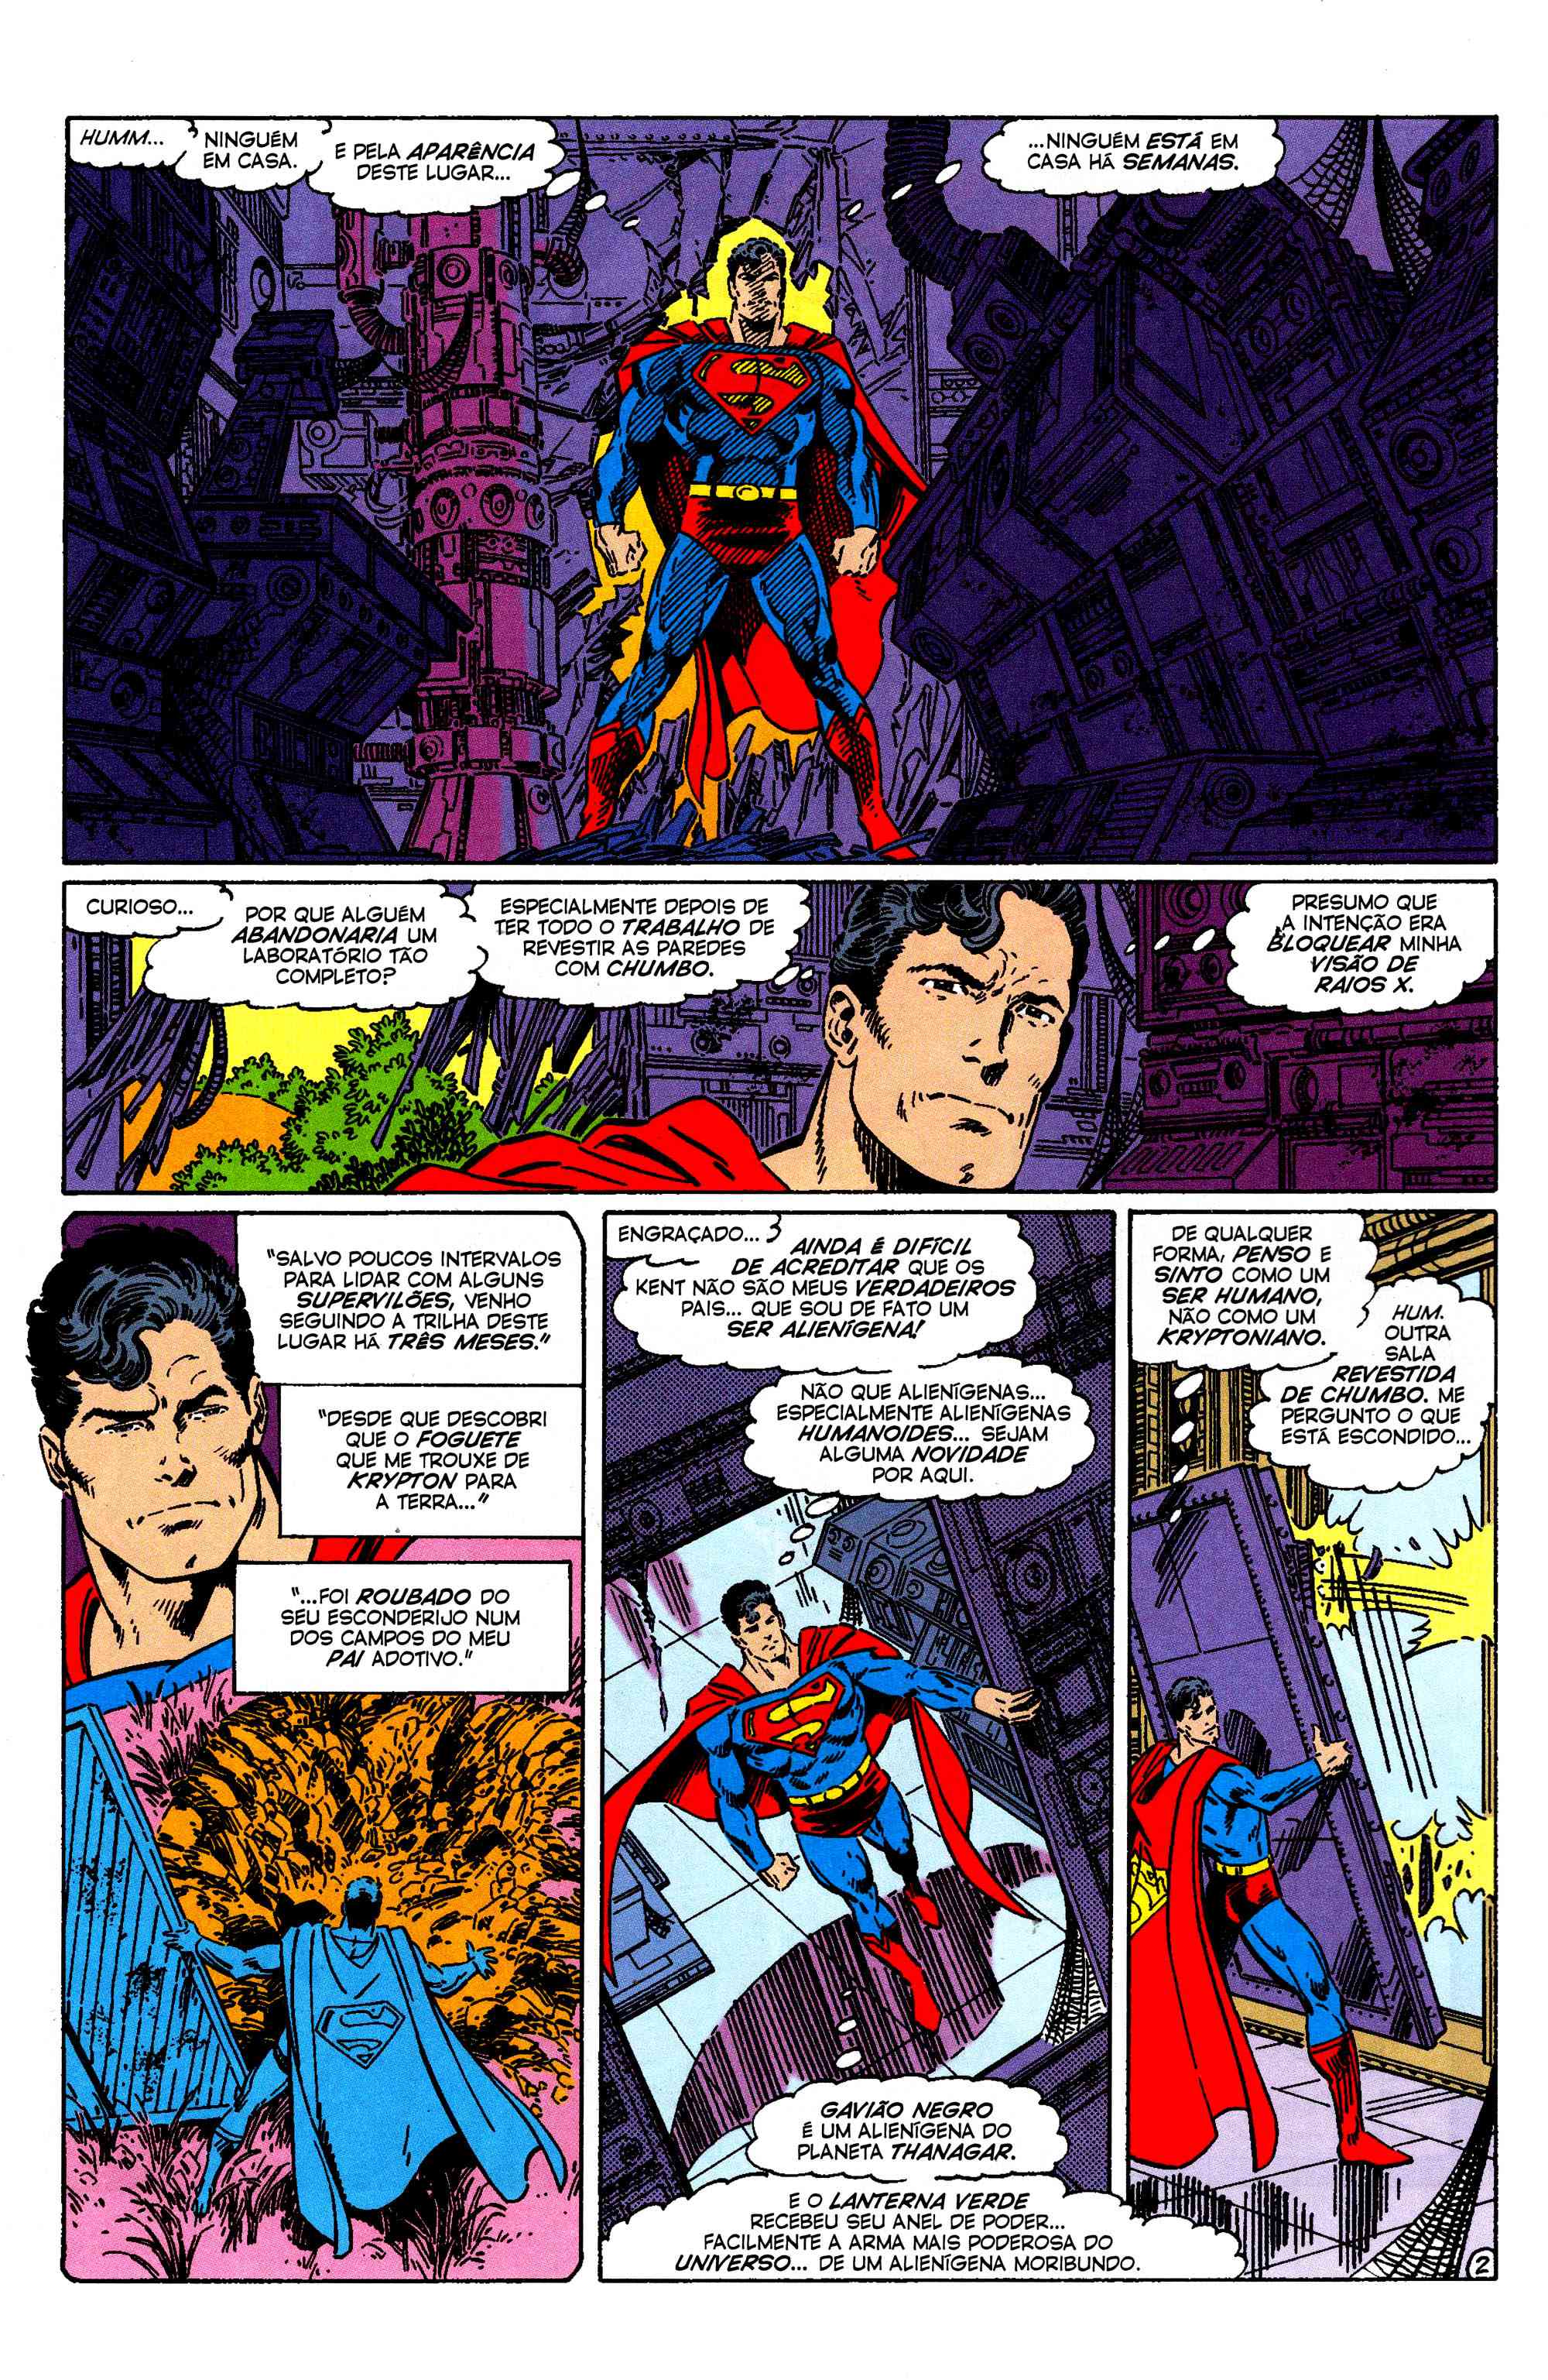 HUMM...
NINGUÉM
EM CASA.
E PELA APARÊNCIA
DESTE LUGAR...
...NINGUÉM ESTÁ EM
CASA HÁ SEMANAS.
CURIOSO...
POR QUE ALGUÉM
ABANDONARIA UM
LABORATÓRIO TÃO
COMPLETO?
ESPECIALMENTE DEPOIS DE
TER TODO O TRABALHO DE
REVESTIR AS PAREDES
COM CHUMBO.
PRESUMO QUE
A INTENÇÃO ERA
BLOQUEAR MINHA
VISÃO DE
RAIOS X.
"SALVO POUCOS INTERVALOS
PARA LIDAR COM ALGUNS
SUPERVILÕES, VENHO
SEGUINDO A TRILHA DESTE
LUGAR HÁ TRÊS MESES."
"DESDE QUE DESCOBRI
QUE O FOGUETE
QUE ME TROUXE DE
KRYPTON PARA
A TERRA..."
"...FOI ROUBADO DO
SEU ESCONDERIJO NUM
DOS CAMPOS DO MEU
PAI ADOTIVO."
ENGRAÇADO...
AINDA É DIFÍCIL
DE ACREDITAR QUE OS
KENT NÃO SÃO MEUS VERDADEIROS
PAIS... QUE SOU DE FATO UM
SER ALIENÍGENA!
NÃO QUE ALIENÍGENAS...
ESPECIALMENTE ALIENÍGENAS
HUMANOIDES... SEJAM
ALGUMA NOVIDADE
POR AQUI.
GAVIÃO NEGRO
É UM ALIENÍGENA DO
PLANETA THANAGAR.
E O LANTERNA VERDE
RECEBEU SEU ANEL DE PODER...
FACILMENTE A ARMA MAIS PODEROSA DO
UNIVERSO... DE UM ALIENÍGENA MORIBUNDO.
DE QUALQUER
FORMA, PENSO E
SINTO COMO UM
SER HUMANO,
NÃO COMO UM
KRYPTONIANO.
HUM.
OUTRA
SALA
REVESTIDA
DE CHUMBO. ME
PERGUNTO O QUE
ESTÁ ESCONDIDO...
2